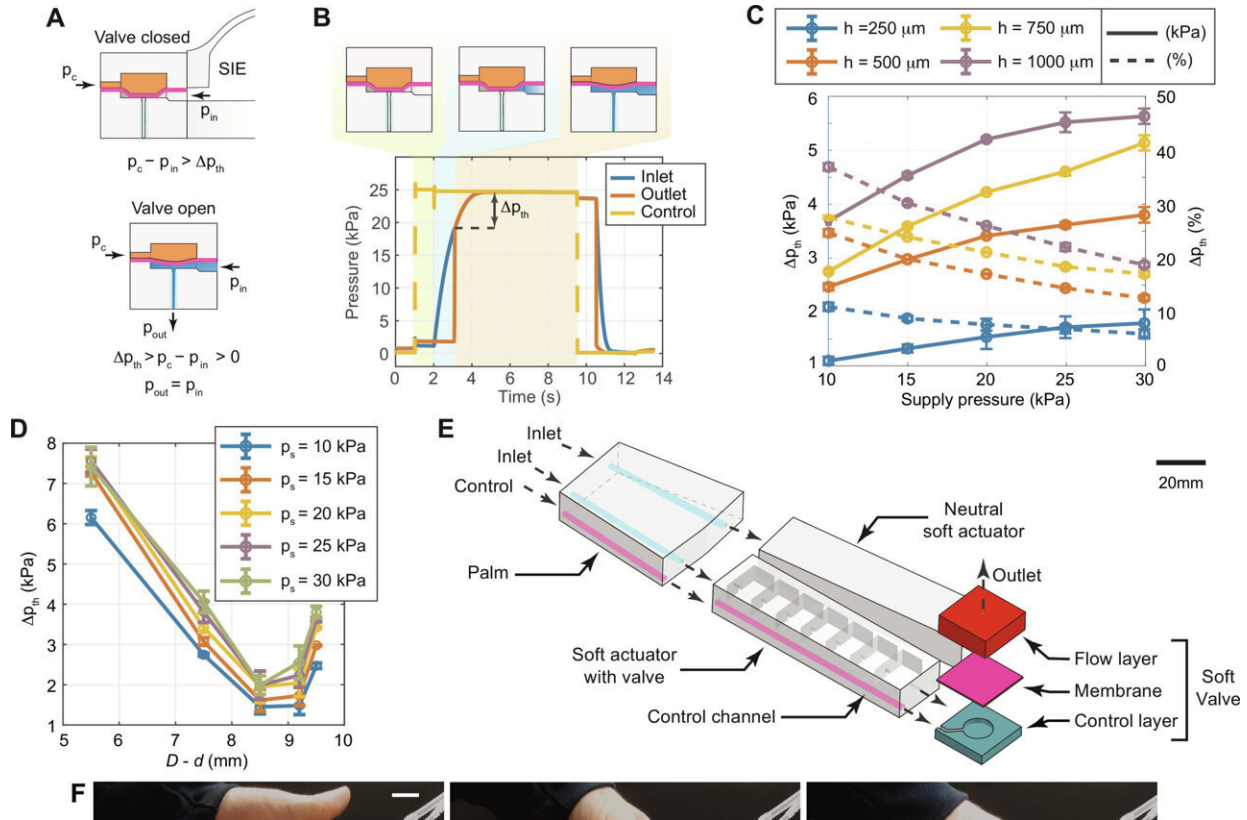 A
Valve closed
SIE
p_c
p_in
p_c − p_in > Δp_th
Valve open
p_c
p_in
p_out
Δp_th > p_c − p_in > 0
p_out = p_in
B
Pressure (kPa)
25
20
15
10
5
0
0 2 4 6 8 10 12 14
Time (s)
Δp_th
Inlet
Outlet
Control
C
h =250 μm
h = 500 μm
h = 750 μm
h = 1000 μm
(kPa)
(%)
Δp_th (kPa)
6
5
4
3
2
1
10 15 20 25 30
Supply pressure (kPa)
50
40
30
20
10
0
Δp_th (%)
D
Δp_th (kPa)
8
7
6
5
4
3
2
1
0
5 6 7 8 9 10
D - d (mm)
p_s = 10 kPa
p_s = 15 kPa
p_s = 20 kPa
p_s = 25 kPa
p_s = 30 kPa
E
Inlet
Inlet
Control
Palm
Soft actuator
with valve
Control channel
Neutral
soft actuator
Outlet
20mm
Flow layer
Membrane
Control layer
Soft
Valve
F